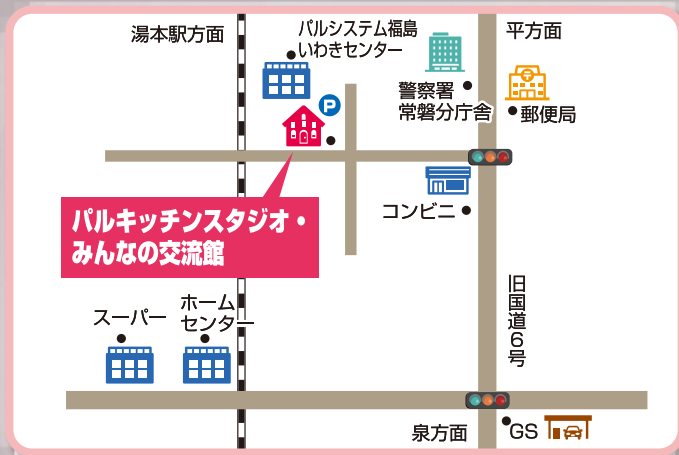 湯本駅方面
パルシステム福島
いわきセンター
平方面
警察署
常磐分庁舎
郵便局
P
コンビニ
パルキッチンスタジオ・
みんなの交流館
スーパー
ホーム
センター
旧国道6号
泉方面
GS